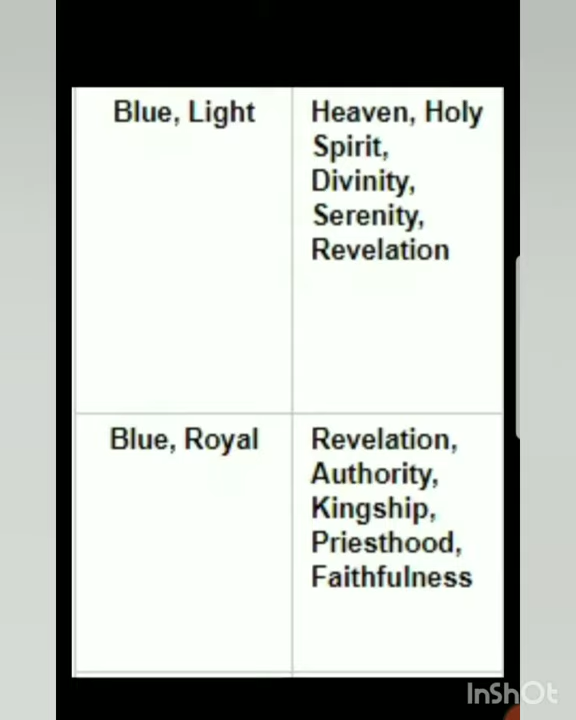 Blue, Light
Heaven, Holy
Spirit,
Divinity,
Serenity,
Revelation
Blue, Royal
Revelation,
Authority,
Kingship,
Priesthood,
Faithfulness
InShOt